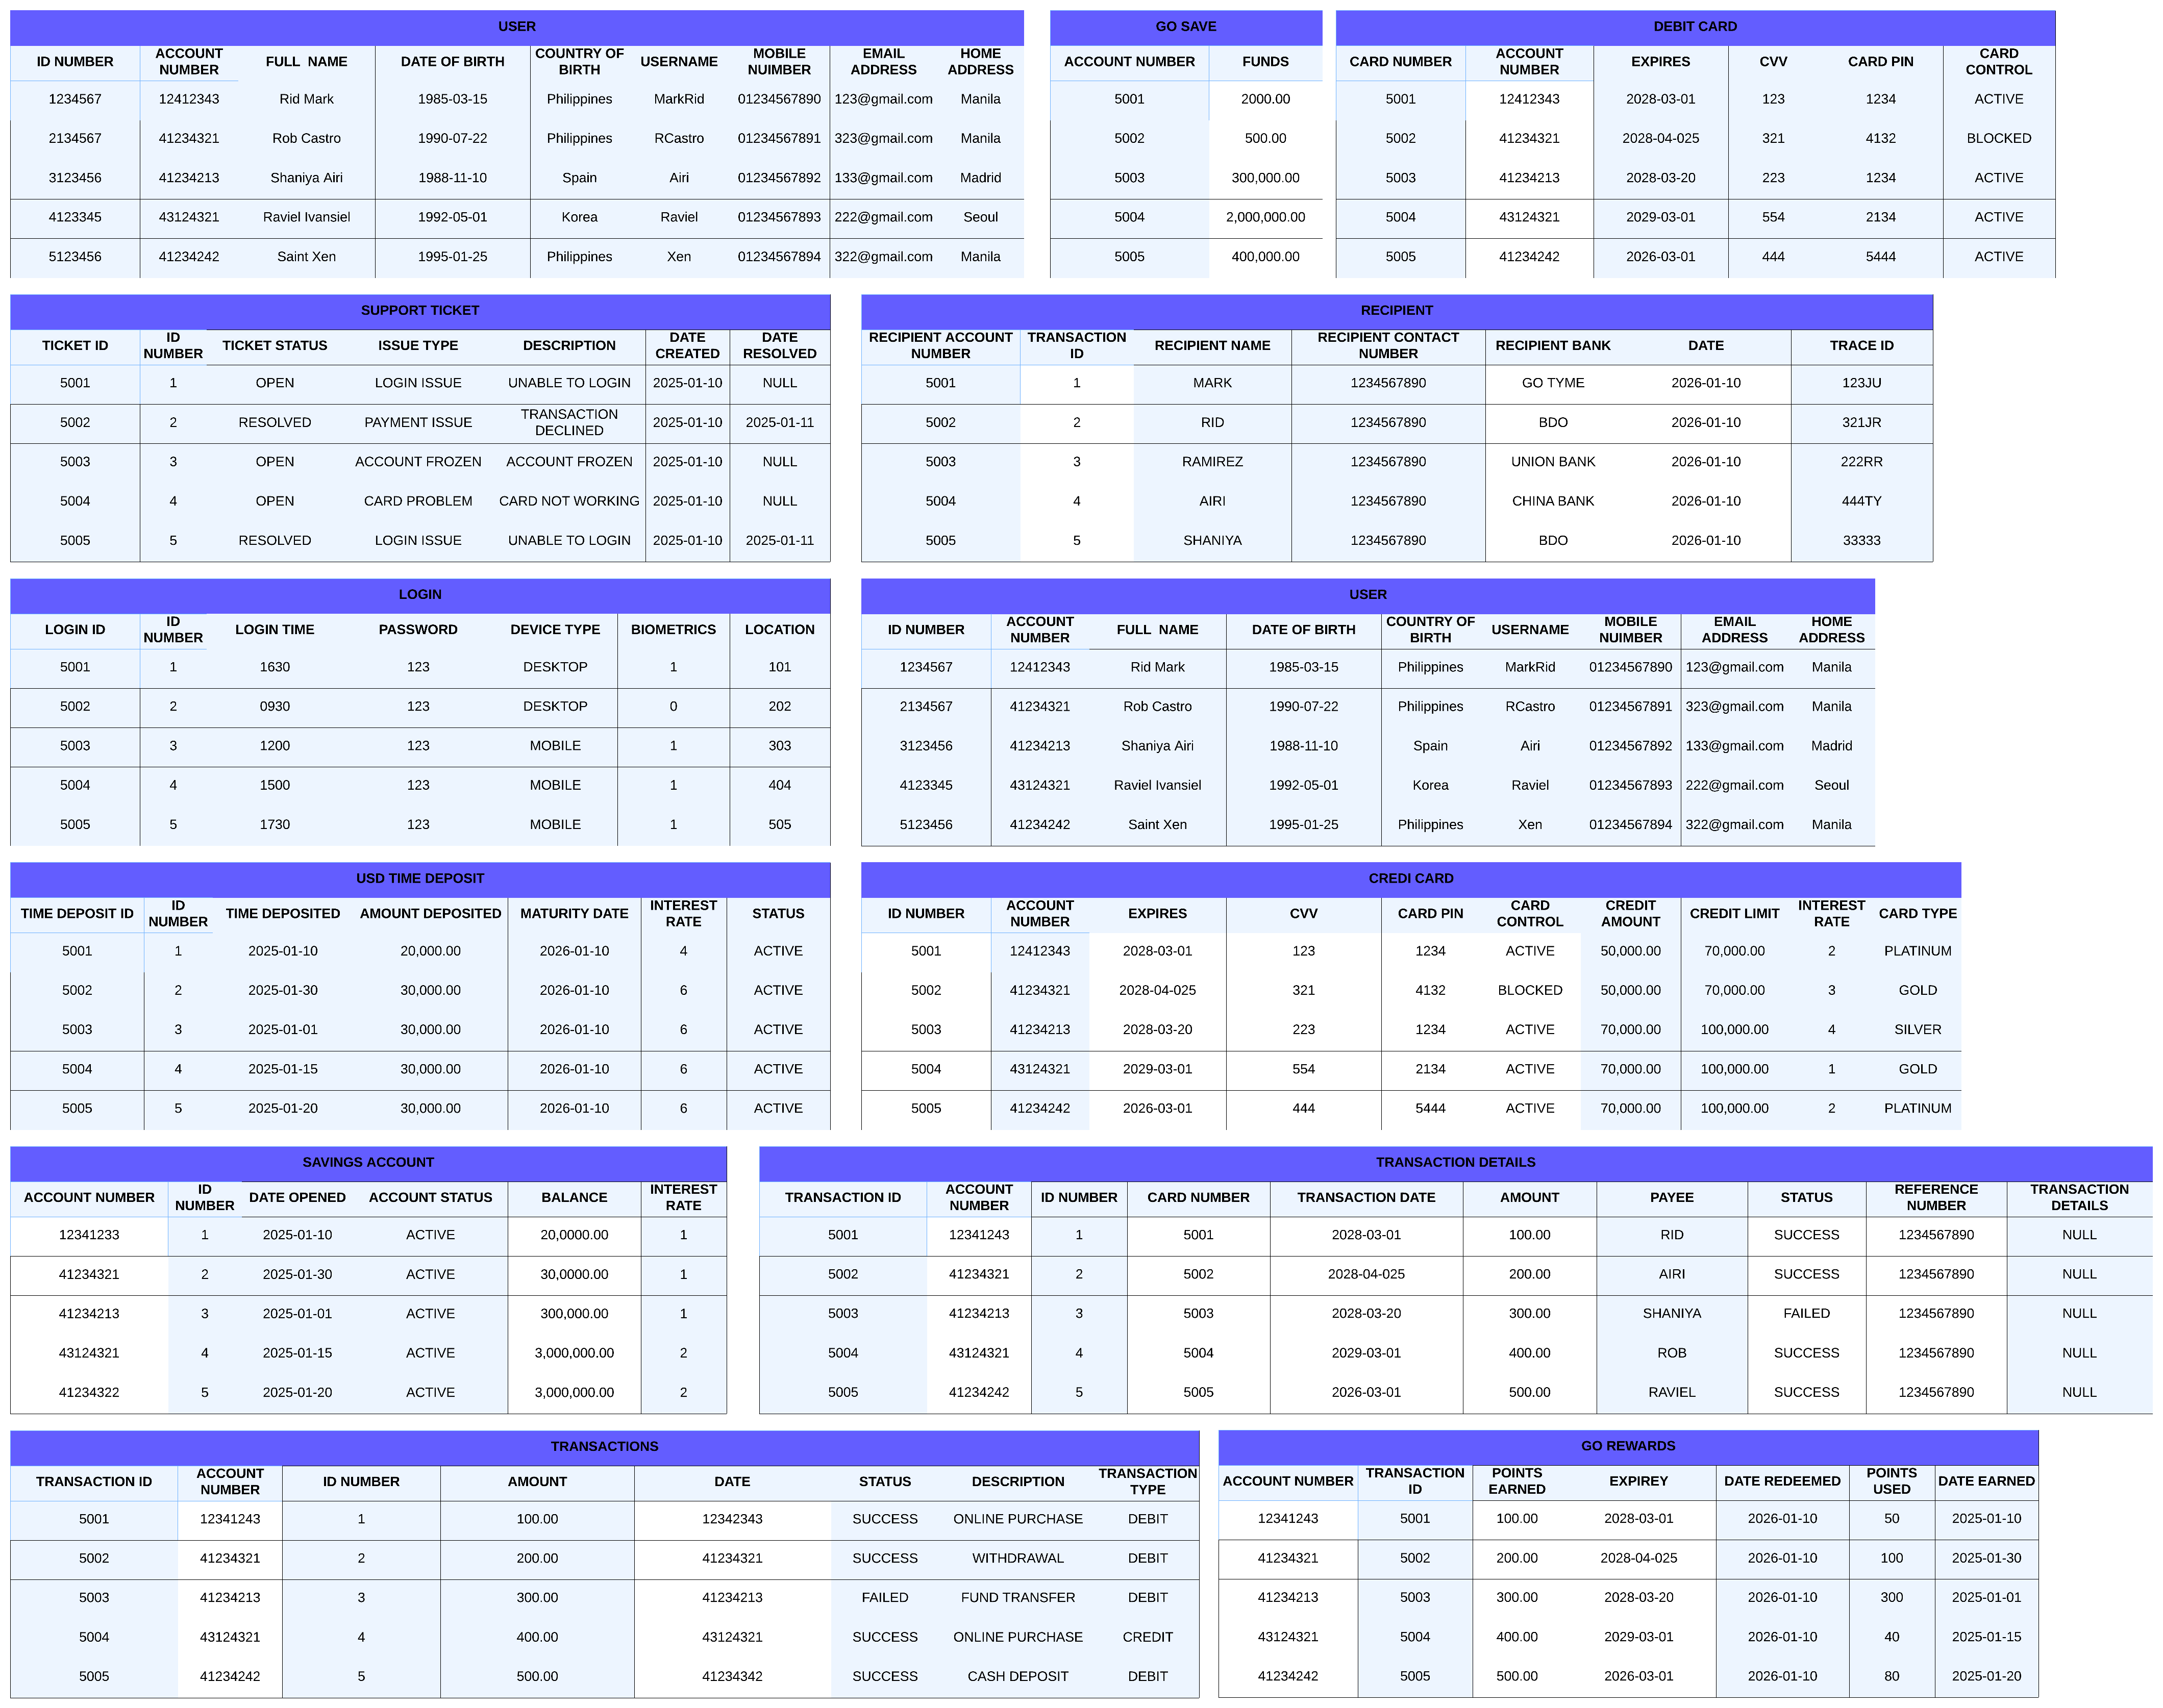 USER
ID NUMBER ACCOUNT NUMBER FULL NAME DATE OF BIRTH COUNTRY OF BIRTH USERNAME MOBILE NUIMBER EMAIL ADDRESS HOME ADDRESS
1234567 12412343 Rid Mark 1985-03-15 Philippines MarkRid 01234567890 123@gmail.com Manila
2134567 41234321 Rob Castro 1990-07-22 Philippines RCastro 01234567891 323@gmail.com Manila
3123456 41234213 Shaniya Airi 1988-11-10 Spain Airi 01234567892 133@gmail.com Madrid
4123345 43124321 Raviel Ivansiel 1992-05-01 Korea Raviel 01234567893 222@gmail.com Seoul
5123456 41234242 Saint Xen 1995-01-25 Philippines Xen 01234567894 322@gmail.com Manila
GO SAVE
ACCOUNT NUMBER FUNDS
5001 2000.00
5002 500.00
5003 300,000.00
5004 2,000,000.00
5005 400,000.00
DEBIT CARD
CARD NUMBER ACCOUNT NUMBER EXPIRES CVV CARD PIN CARD CONTROL
5001 12412343 2028-03-01 123 1234 ACTIVE
5002 41234321 2028-04-025 321 4132 BLOCKED
5003 41234213 2028-03-20 223 1234 ACTIVE
5004 43124321 2029-03-01 554 2134 ACTIVE
5005 41234242 2026-03-01 444 5444 ACTIVE
SUPPORT TICKET
TICKET ID ID NUMBER TICKET STATUS ISSUE TYPE DESCRIPTION DATE CREATED DATE RESOLVED
5001 1 OPEN LOGIN ISSUE UNABLE TO LOGIN 2025-01-10 NULL
5002 2 RESOLVED PAYMENT ISSUE TRANSACTION DECLINED 2025-01-10 2025-01-11
5003 3 OPEN ACCOUNT FROZEN ACCOUNT FROZEN 2025-01-10 NULL
5004 4 OPEN CARD PROBLEM CARD NOT WORKING 2025-01-10 NULL
5005 5 RESOLVED LOGIN ISSUE UNABLE TO LOGIN 2025-01-10 2025-01-11
RECIPIENT
RECIPIENT ACCOUNT NUMBER TRANSACTION ID RECIPIENT NAME RECIPIENT CONTACT NUMBER RECIPIENT BANK DATE TRACE ID
5001 1 MARK 1234567890 GO TYME 2026-01-10 123JU
5002 2 RID 1234567890 BDO 2026-01-10 321JR
5003 3 RAMIREZ 1234567890 UNION BANK 2026-01-10 222RR
5004 4 AIRI 1234567890 CHINA BANK 2026-01-10 444TY
5005 5 SHANIYA 1234567890 BDO 2026-01-10 33333
LOGIN
LOGIN ID ID NUMBER LOGIN TIME PASSWORD DEVICE TYPE BIOMETRICS LOCATION
5001 1 1630 123 DESKTOP 1 101
5002 2 0930 123 DESKTOP 0 202
5003 3 1200 123 MOBILE 1 303
5004 4 1500 123 MOBILE 1 404
5005 5 1730 123 MOBILE 1 505
USER
ID NUMBER ACCOUNT NUMBER FULL NAME DATE OF BIRTH COUNTRY OF BIRTH USERNAME MOBILE NUIMBER EMAIL ADDRESS HOME ADDRESS
1234567 12412343 Rid Mark 1985-03-15 Philippines MarkRid 01234567890 123@gmail.com Manila
2134567 41234321 Rob Castro 1990-07-22 Philippines RCastro 01234567891 323@gmail.com Manila
3123456 41234213 Shaniya Airi 1988-11-10 Spain Airi 01234567892 133@gmail.com Madrid
4123345 43124321 Raviel Ivansiel 1992-05-01 Korea Raviel 01234567893 222@gmail.com Seoul
5123456 41234242 Saint Xen 1995-01-25 Philippines Xen 01234567894 322@gmail.com Manila
USD TIME DEPOSIT
TIME DEPOSIT ID ID NUMBER TIME DEPOSITED AMOUNT DEPOSITED MATURITY DATE INTEREST RATE STATUS
5001 1 2025-01-10 20,000.00 2026-01-10 4 ACTIVE
5002 2 2025-01-30 30,000.00 2026-01-10 6 ACTIVE
5003 3 2025-01-01 30,000.00 2026-01-10 6 ACTIVE
5004 4 2025-01-15 30,000.00 2026-01-10 6 ACTIVE
5005 5 2025-01-20 30,000.00 2026-01-10 6 ACTIVE
CREDI CARD
ID NUMBER ACCOUNT NUMBER EXPIRES CVV CARD PIN CARD CONTROL CREDIT AMOUNT CREDIT LIMIT INTEREST RATE CARD TYPE
5001 12412343 2028-03-01 123 1234 ACTIVE 50,000.00 70,000.00 2 PLATINUM
5002 41234321 2028-04-025 321 4132 BLOCKED 50,000.00 70,000.00 3 GOLD
5003 41234213 2028-03-20 223 1234 ACTIVE 70,000.00 100,000.00 4 SILVER
5004 43124321 2029-03-01 554 2134 ACTIVE 70,000.00 100,000.00 1 GOLD
5005 41234242 2026-03-01 444 5444 ACTIVE 70,000.00 100,000.00 2 PLATINUM
SAVINGS ACCOUNT
ACCOUNT NUMBER ID NUMBER DATE OPENED ACCOUNT STATUS BALANCE INTEREST RATE
12341233 1 2025-01-10 ACTIVE 20,0000.00 1
41234321 2 2025-01-30 ACTIVE 30,0000.00 1
41234213 3 2025-01-01 ACTIVE 300,000.00 1
43124321 4 2025-01-15 ACTIVE 3,000,000.00 2
41234322 5 2025-01-20 ACTIVE 3,000,000.00 2
TRANSACTION DETAILS
TRANSACTION ID ACCOUNT NUMBER ID NUMBER CARD NUMBER TRANSACTION DATE AMOUNT PAYEE STATUS REFERENCE NUMBER TRANSACTION DETAILS
5001 12341243 1 5001 2028-03-01 100.00 RID SUCCESS 1234567890 NULL
5002 41234321 2 5002 2028-04-025 200.00 AIRI SUCCESS 1234567890 NULL
5003 41234213 3 5003 2028-03-20 300.00 SHANIYA FAILED 1234567890 NULL
5004 43124321 4 5004 2029-03-01 400.00 ROB SUCCESS 1234567890 NULL
5005 41234242 5 5005 2026-03-01 500.00 RAVIEL SUCCESS 1234567890 NULL
TRANSACTIONS
TRANSACTION ID ACCOUNT NUMBER ID NUMBER AMOUNT DATE STATUS DESCRIPTION TRANSACTION TYPE
5001 12341243 1 100.00 12342343 SUCCESS ONLINE PURCHASE DEBIT
5002 41234321 2 200.00 41234321 SUCCESS WITHDRAWAL DEBIT
5003 41234213 3 300.00 41234213 FAILED FUND TRANSFER DEBIT
5004 43124321 4 400.00 43124321 SUCCESS ONLINE PURCHASE CREDIT
5005 41234242 5 500.00 41234342 SUCCESS CASH DEPOSIT DEBIT
GO REWARDS
ACCOUNT NUMBER TRANSACTION ID POINTS EARNED EXPIREY DATE REDEEMED POINTS USED DATE EARNED
12341243 5001 100.00 2028-03-01 2026-01-10 50 2025-01-10
41234321 5002 200.00 2028-04-025 2026-01-10 100 2025-01-30
41234213 5003 300.00 2028-03-20 2026-01-10 300 2025-01-01
43124321 5004 400.00 2029-03-01 2026-01-10 40 2025-01-15
41234242 5005 500.00 2026-03-01 2026-01-10 80 2025-01-20